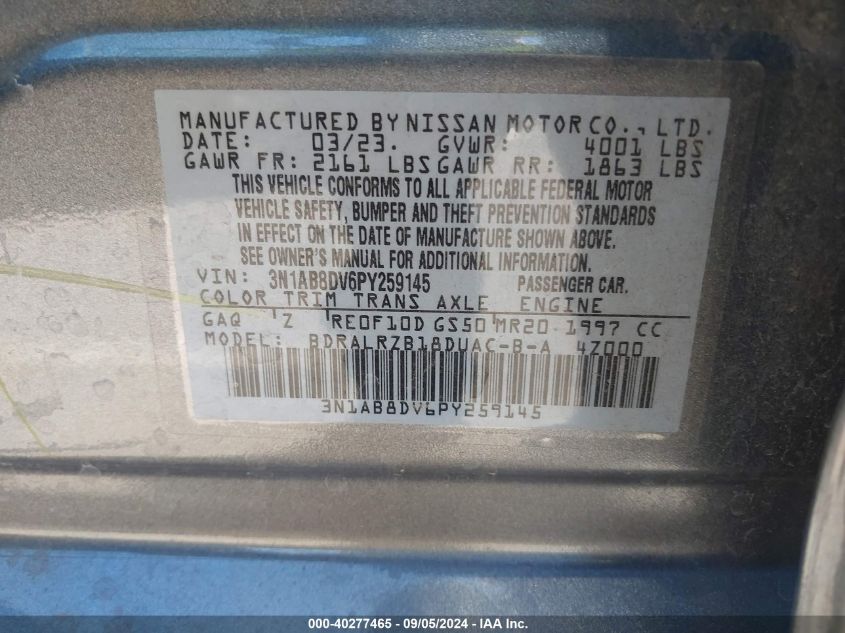 MANUFACTURED BY NISSAN MOTOR CO., LTD.
DATE: 03/23. GVWR: 4001 LBS
GAWR FR: 2161 LBS GAWR RR: 1863 LBS
THIS VEHICLE CONFORMS TO ALL APPLICABLE FEDERAL MOTOR
VEHICLE SAFETY, BUMPER AND THEFT PREVENTION STANDARDS
IN EFFECT ON THE DATE OF MANUFACTURE SHOWN ABOVE.
SEE OWNER'S MANUAL FOR ADDITIONAL INFORMATION.
VIN: 3N1AB8DV6PY259145 PASSENGER CAR.
COLOR TRIM TRANS AXLE ENGINE
GAQ Z RE0F10D GS50 MR20 1997 CC
MODEL: BDRALRZB18DUAC-B-A 4Z000
3N1AB8DV6PY259145
000-40277465 - 09/05/2024 - IAA Inc.